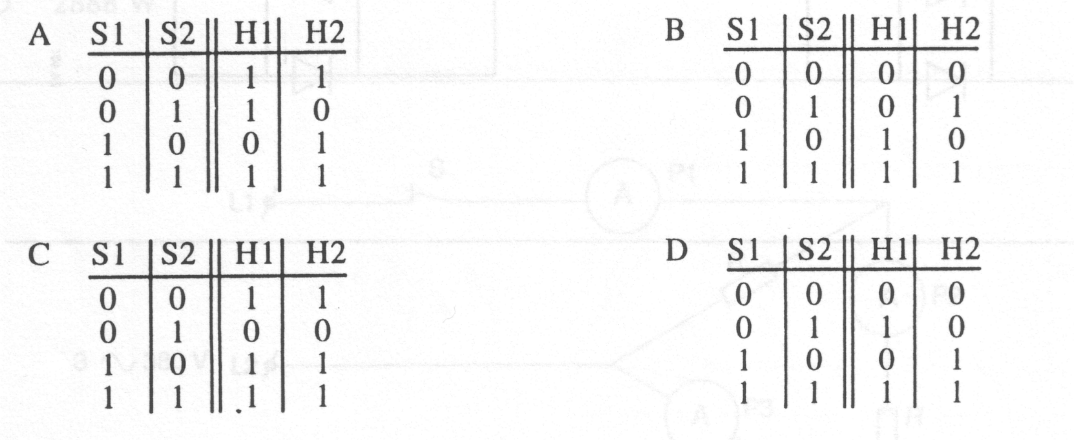 A S1 S2 H1 H2 B S1 S2 H1 H2
0 0 1 1 0 0 0 0
0 1 1 0 0 1 0 1
1 0 0 1 1 0 1 0
1 1 1 1 1 1 1 1
C S1 S2 H1 H2 D S1 S2 H1 H2
0 0 1 1 0 0 0 0
0 1 0 0 0 1 1 0
1 0 1 1 1 0 0 1
1 1 1 1 1 1 1 1